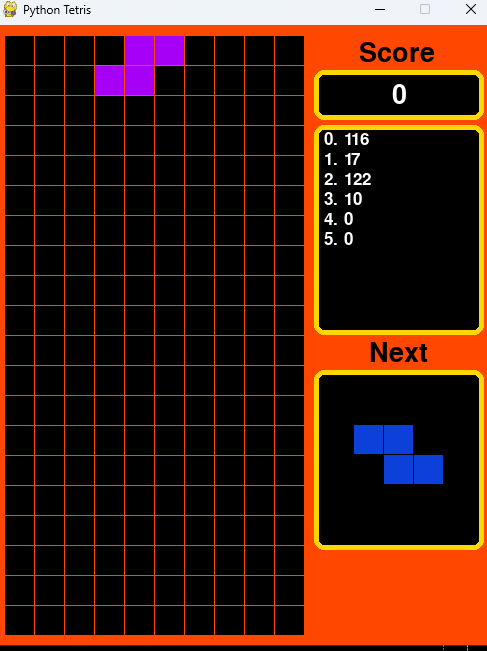 Python Tetris
Score
0
0. 116
1. 17
2. 122
3. 10
4. 0
5. 0
Next